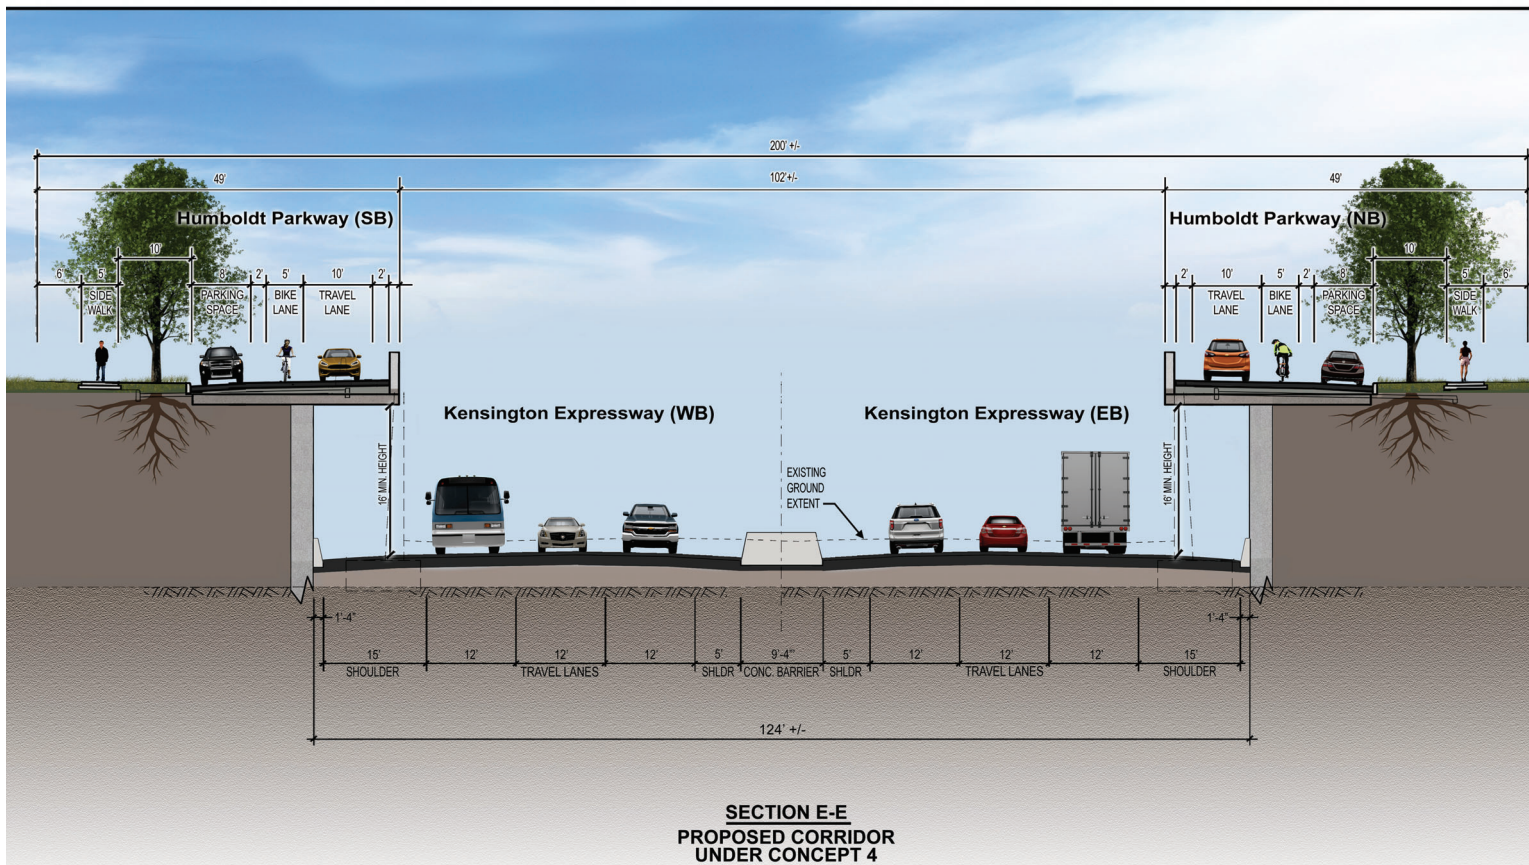 200' +/-
49'
102'+/-
49'
Humboldt Parkway (SB)
Humboldt Parkway (NB)
10'
10'
6'
5'
8'
2'
5'
10'
2'
2'
10'
5'
2'
8'
5'
6'
SIDE
WALK
PARKING
SPACE
BIKE
LANE
TRAVEL
LANE
TRAVEL
LANE
BIKE
LANE
PARKING
SPACE
SIDE
WALK
Kensington Expressway (WB)
Kensington Expressway (EB)
16' MIN. HEIGHT
EXISTING
GROUND
EXTENT
16' MIN. HEIGHT
1'-4"
1'-4"
15'
12'
12'
12'
5'
9'-4"'
5'
12'
12'
12'
15'
SHOULDER
TRAVEL LANES
SHLDR
CONC. BARRIER
SHLDR
TRAVEL LANES
SHOULDER
124' +/-
SECTION E-E
PROPOSED CORRIDOR
UNDER CONCEPT 4